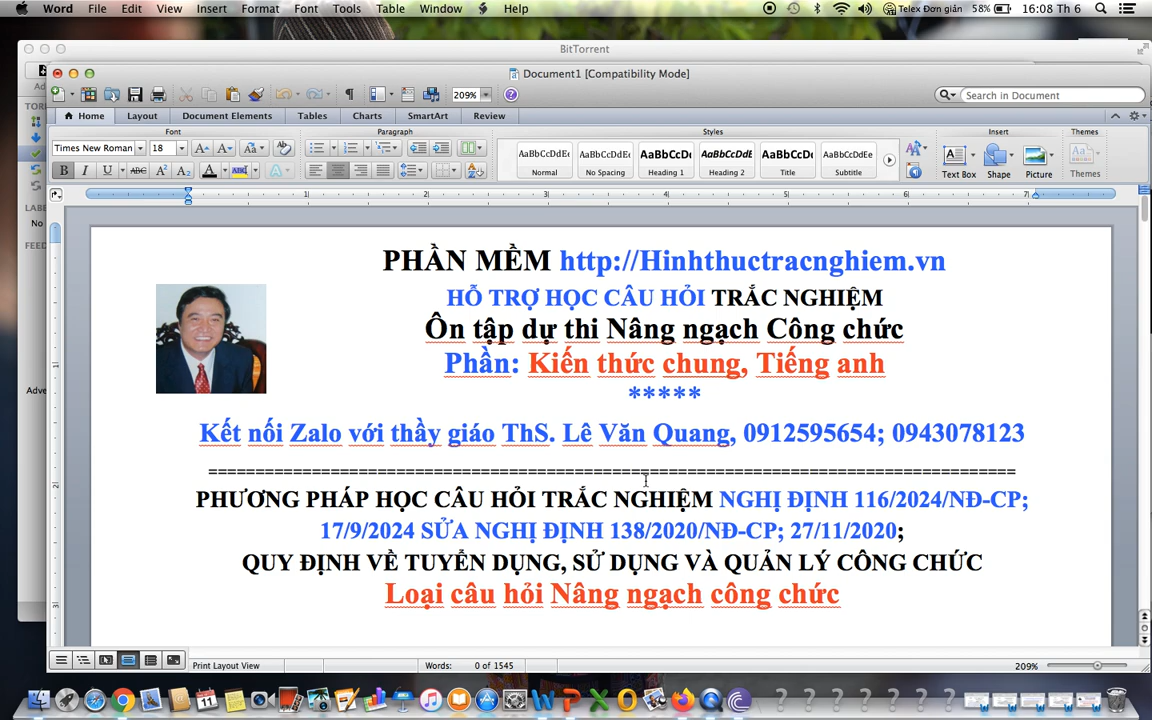 Word File Edit View Insert Format Font Tools Table Window Help Telex Đơn giản 58% 16:08 Th 6
BitTorrent
Document1 [Compatibility Mode]
209% Search in Document
Home Layout Document Elements Tables Charts SmartArt Review
Font Paragraph Styles Insert Themes
Times New Roman 18
AaBbCcDdEe AaBbCcDdEe AaBbCcDc AaBbCcDdE AaBbCcDc AaBbCcDdEe
Normal No Spacing Heading 1 Heading 2 Title Subtitle Text Box Shape Picture Themes
PHẦN MỀM http://Hinhthuctracnghiem.vn
HỖ TRỢ HỌC CÂU HỎI TRẮC NGHIỆM
Ôn tập dự thi Nâng ngạch Công chức
Phần: Kiến thức chung, Tiếng anh
*****
Kết nối Zalo với thầy giáo ThS. Lê Văn Quang, 0912595654; 0943078123
PHƯƠNG PHÁP HỌC CÂU HỎI TRẮC NGHIỆM NGHỊ ĐỊNH 116/2024/NĐ-CP;
17/9/2024 SỬA NGHỊ ĐỊNH 138/2020/NĐ-CP; 27/11/2020;
QUY ĐỊNH VỀ TUYỂN DỤNG, SỬ DỤNG VÀ QUẢN LÝ CÔNG CHỨC
Loại câu hỏi Nâng ngạch công chức
Print Layout View Words: 0 of 1545 209%